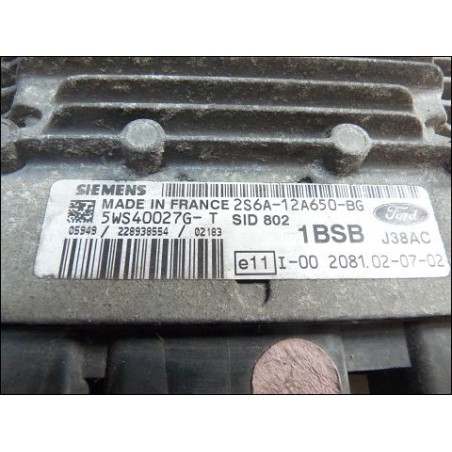 SIEMENS
MADE IN FRANCE 2S6A-12A650-BG
5WS40027G-T SID 802
Ford
05949 / 228938554 / 02183
1BSB J38AC
e11 I-00 2081.02-07-02